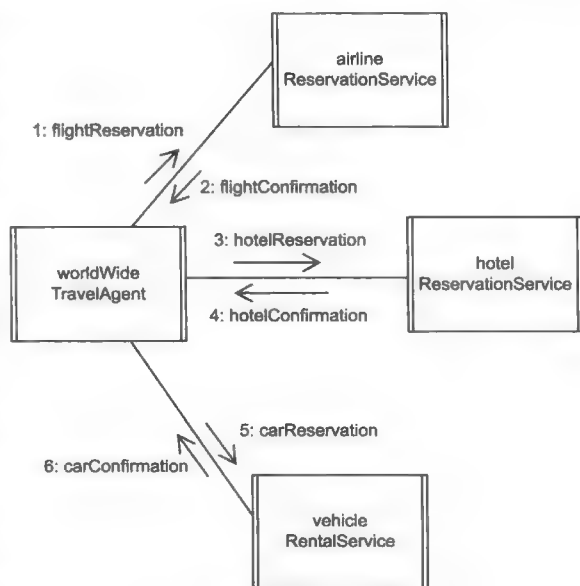 airline
ReservationService
1: flightReservation
2: flightConfirmation
3: hotelReservation
worldWide
TravelAgent
hotel
ReservationService
4: hotelConfirmation
5: carReservation
6: carConfirmation
vehicle
RentalService